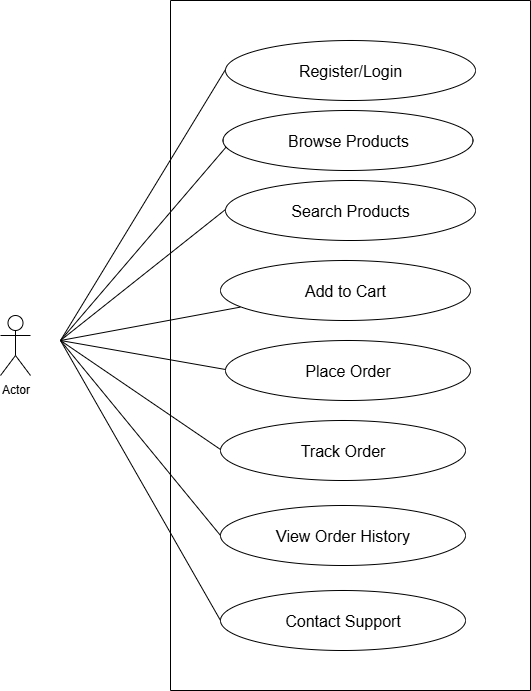 Register/Login
Browse Products
Search Products
Add to Cart
Actor
Place Order
Track Order
View Order History
Contact Support